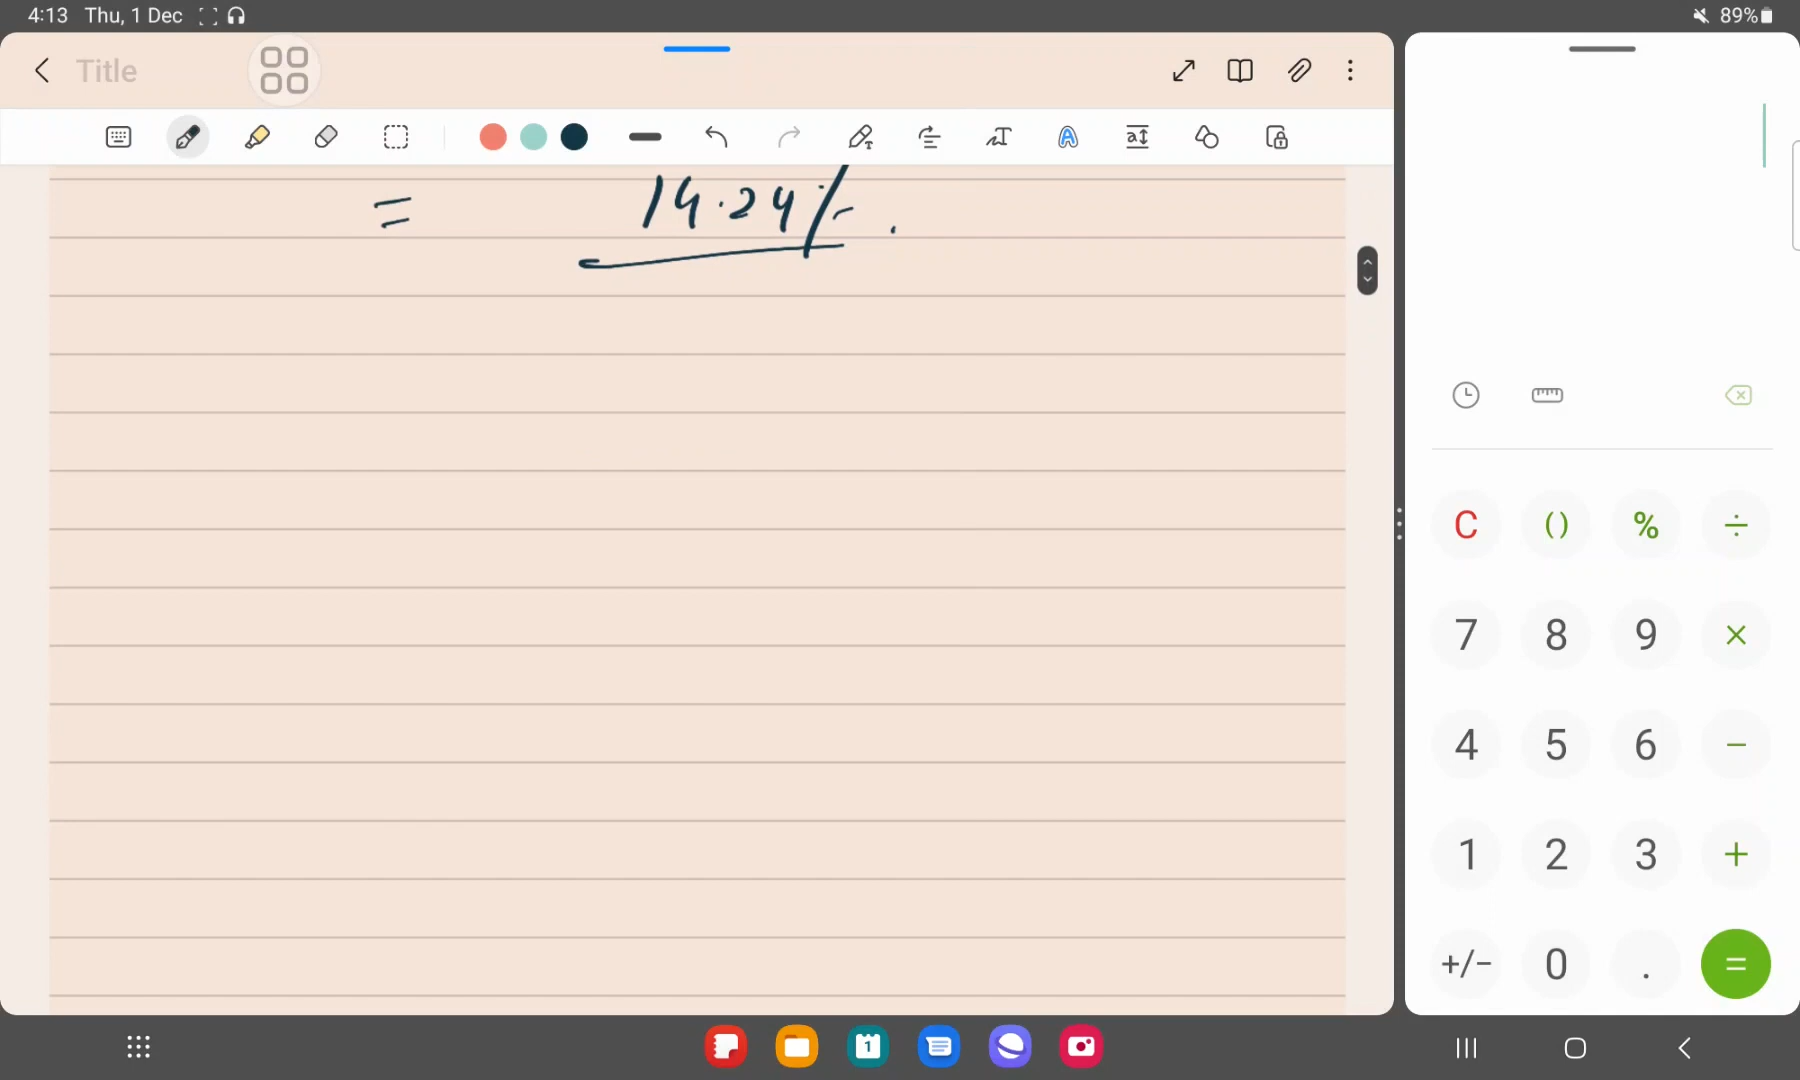 4:13 Thu, 1 Dec 89%
Title
= 14.24%.
C () % ÷
7 8 9 ×
4 5 6 −
1 2 3 +
+/− 0 . =
1